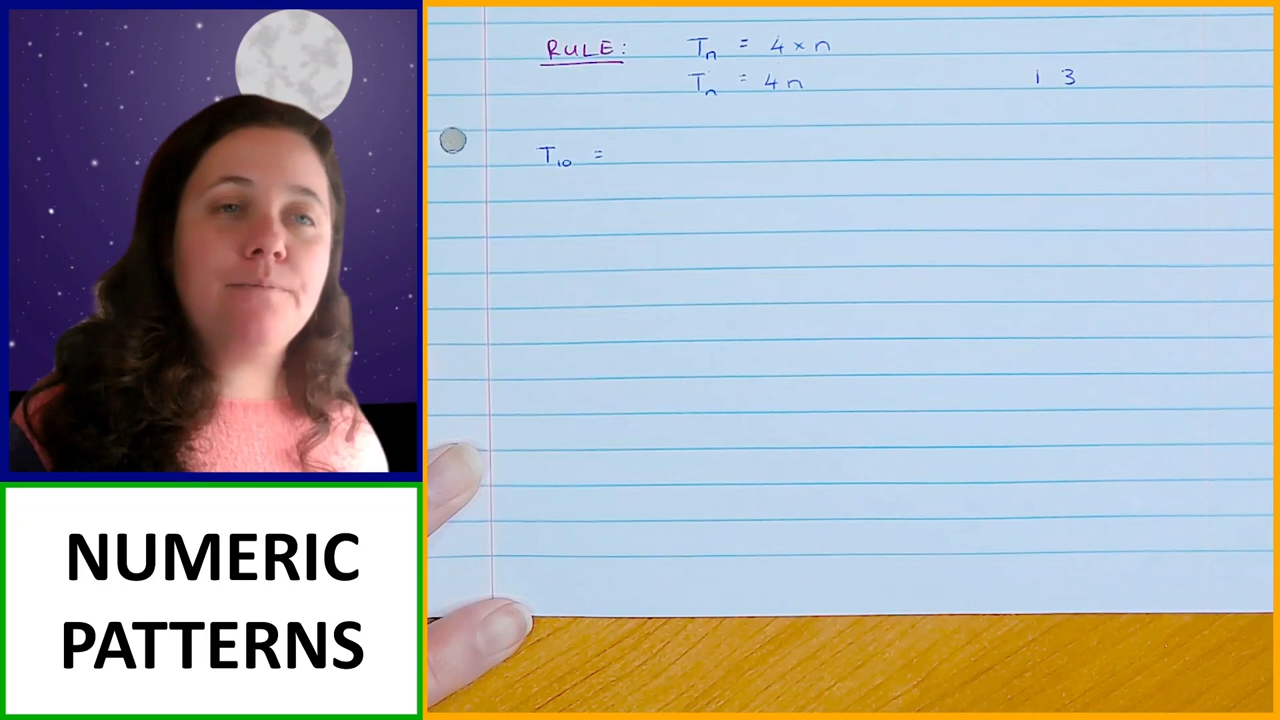 RULE: Tₙ = 4 × n
Tₙ = 4n 1 3
T₁₀ =
NUMERIC
PATTERNS